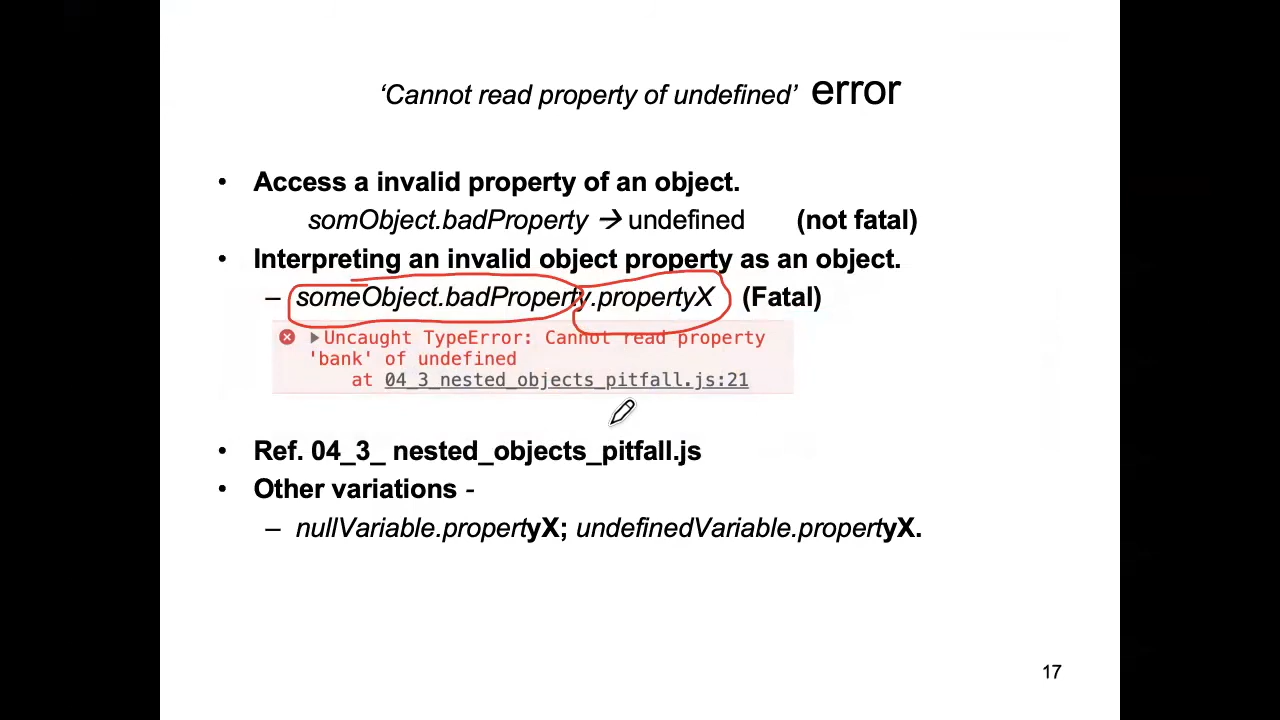 ‘Cannot read property of undefined’ error
• Access a invalid property of an object.
somObject.badProperty → undefined (not fatal)
• Interpreting an invalid object property as an object.
– someObject.badProperty.propertyX (Fatal)
Uncaught TypeError: Cannot read property
'bank' of undefined
at 04_3_nested_objects_pitfall.js:21
• Ref. 04_3_ nested_objects_pitfall.js
• Other variations -
– nullVariable.propertyX; undefinedVariable.propertyX.
17